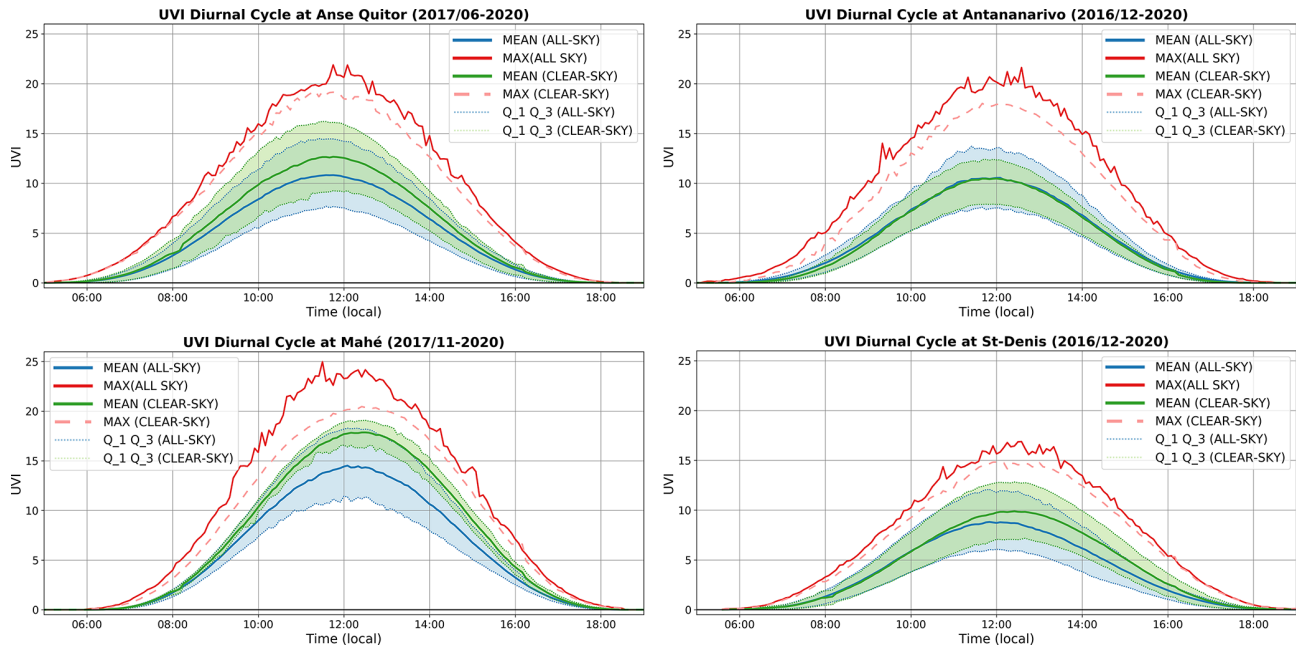 UVI Diurnal Cycle at Anse Quitor (2017/06-2020)
25
20
15
10
5
0
UVI
MEAN (ALL-SKY)
MAX(ALL SKY)
MEAN (CLEAR-SKY)
MAX (CLEAR-SKY)
Q_1 Q_3 (ALL-SKY)
Q_1 Q_3 (CLEAR-SKY)
06:00 08:00 10:00 12:00 14:00 16:00 18:00
Time (local)
UVI Diurnal Cycle at Antananarivo (2016/12-2020)
25
20
15
10
5
0
UVI
MEAN (ALL-SKY)
MAX(ALL SKY)
MEAN (CLEAR-SKY)
MAX (CLEAR-SKY)
Q_1 Q_3 (ALL-SKY)
Q_1 Q_3 (CLEAR-SKY)
06:00 08:00 10:00 12:00 14:00 16:00 18:00
Time (local)
UVI Diurnal Cycle at Mahé (2017/11-2020)
25
20
15
10
5
0
UVI
MEAN (ALL-SKY)
MAX(ALL SKY)
MEAN (CLEAR-SKY)
MAX (CLEAR-SKY)
Q_1 Q_3 (ALL-SKY)
Q_1 Q_3 (CLEAR-SKY)
06:00 08:00 10:00 12:00 14:00 16:00 18:00
Time (local)
UVI Diurnal Cycle at St-Denis (2016/12-2020)
25
20
15
10
5
0
UVI
MEAN (ALL-SKY)
MAX(ALL SKY)
MEAN (CLEAR-SKY)
MAX (CLEAR-SKY)
Q_1 Q_3 (ALL-SKY)
Q_1 Q_3 (CLEAR-SKY)
06:00 08:00 10:00 12:00 14:00 16:00 18:00
Time (local)